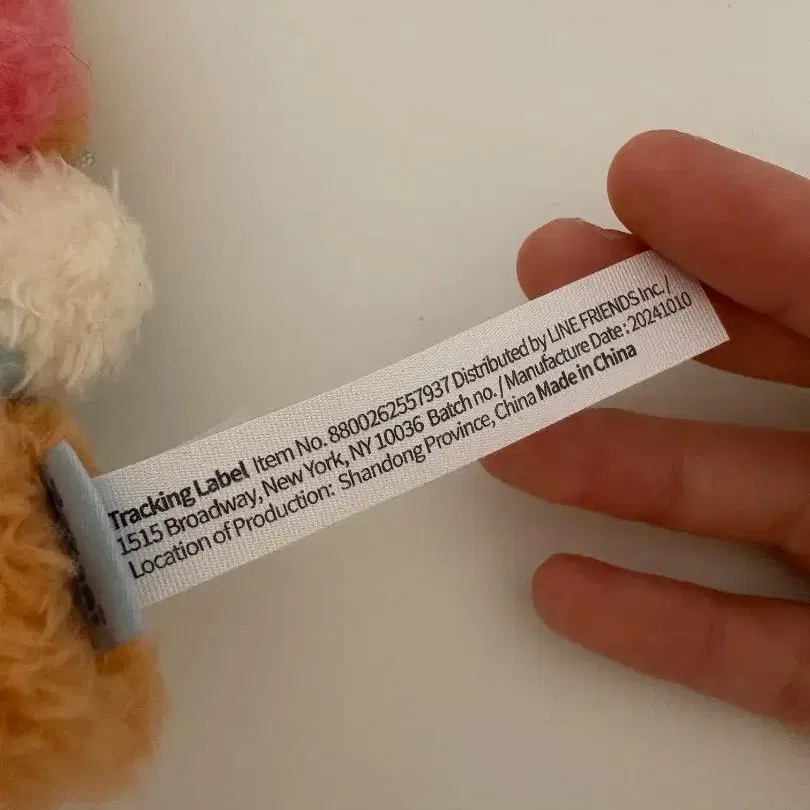 Tracking Label Item No. 8800262557937 Distributed by LINE FRIENDS Inc. /
1515 Broadway, New York, NY 10036 Batch no. / Manufacture Date : 20241010
Location of Production: Shandong Province, China Made in China